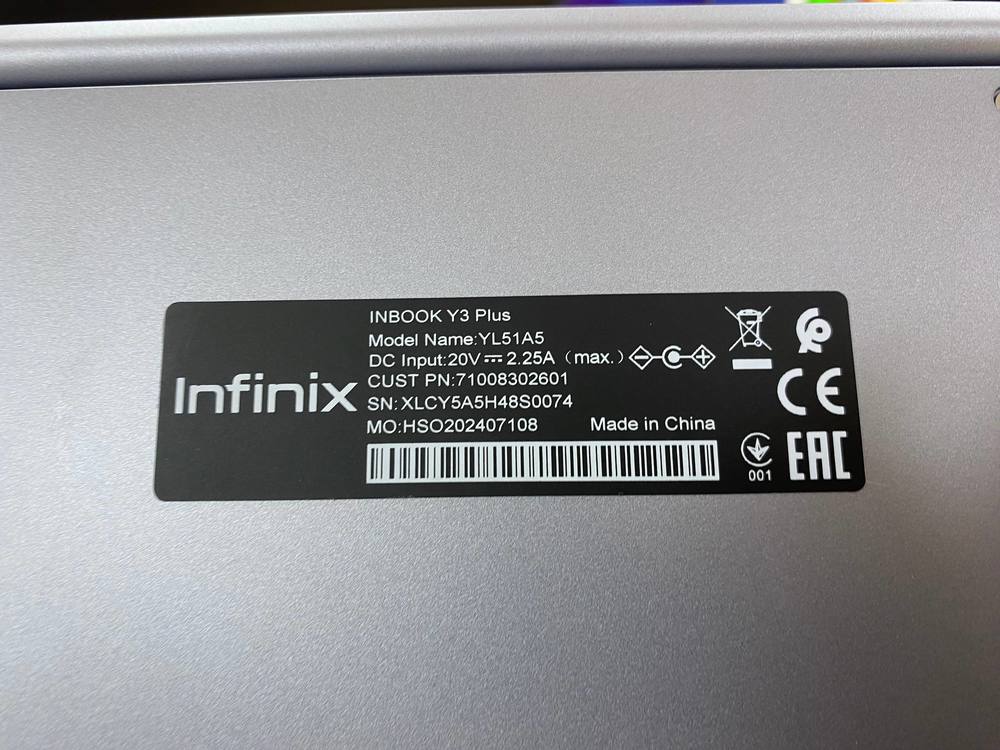 Infinix
INBOOK Y3 Plus
Model Name:YL51A5
DC Input:20V⎓2.25A（max.）
CUST PN:71008302601
SN:XLCY5A5H48S0074
MO:HSO202407108 Made in China
CE
001
EAC